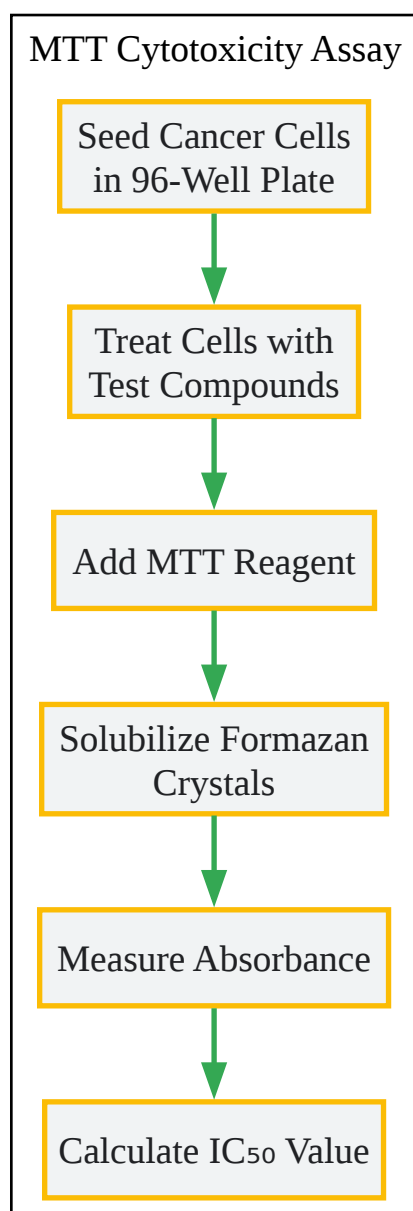 MTT Cytotoxicity Assay
Seed Cancer Cells
in 96-Well Plate
Treat Cells with
Test Compounds
Add MTT Reagent
Solubilize Formazan
Crystals
Measure Absorbance
Calculate IC₅₀ Value